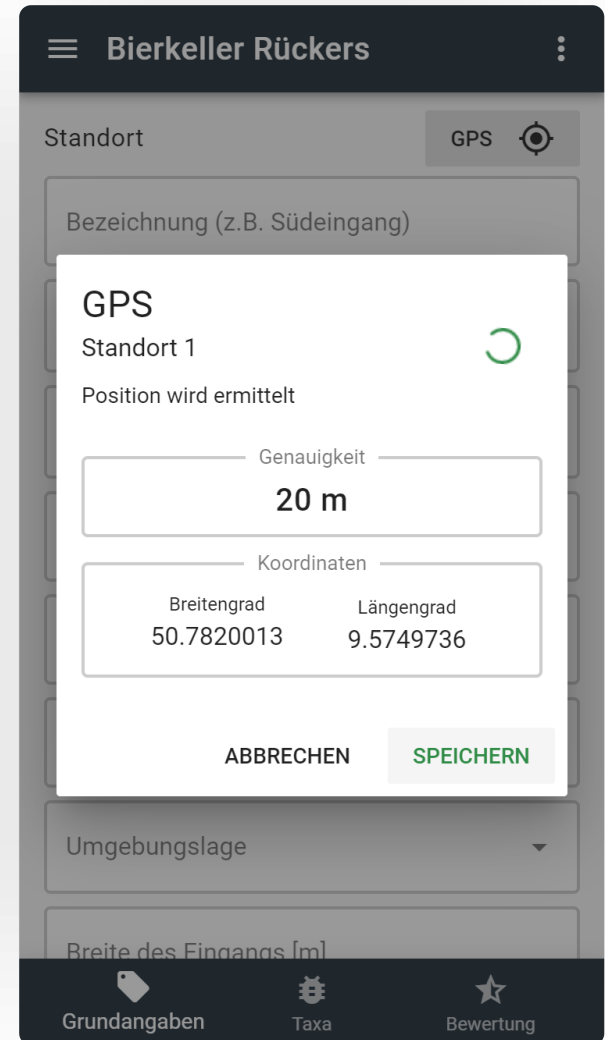 Bierkeller Rückers
Standort
GPS
Bezeichnung (z.B. Südeingang)
GPS
Standort 1
Position wird ermittelt
Genauigkeit
20 m
Koordinaten
Breitengrad Längengrad
50.7820013 9.5749736
ABBRECHEN SPEICHERN
Umgebungslage
Breite des Eingangs [m]
Grundangaben Taxa Bewertung